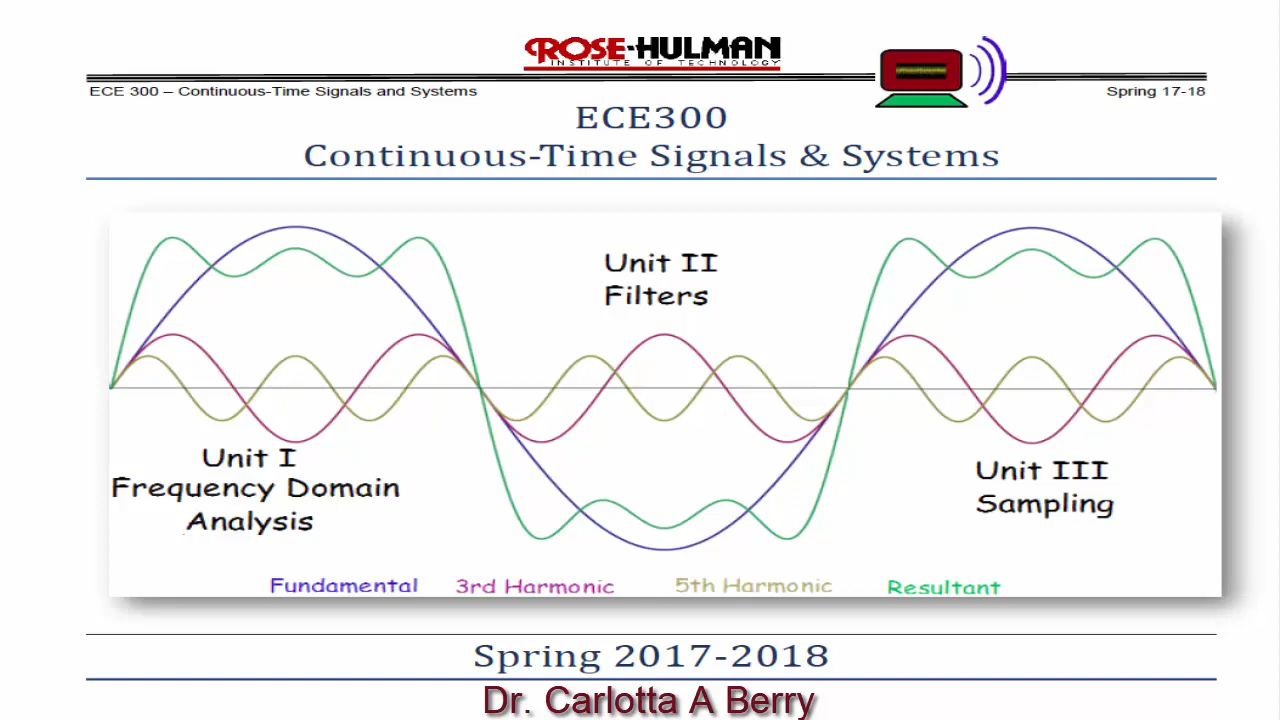 ROSE-HULMAN
INSTITUTE OF TECHNOLOGY
ECE 300 – Continuous-Time Signals and Systems
Spring 17-18
ECE300
Continuous-Time Signals & Systems
Unit II
Filters
Unit I
Frequency Domain
Analysis
Unit III
Sampling
Fundamental 3rd Harmonic 5th Harmonic Resultant
Spring 2017-2018
Dr. Carlotta A Berry